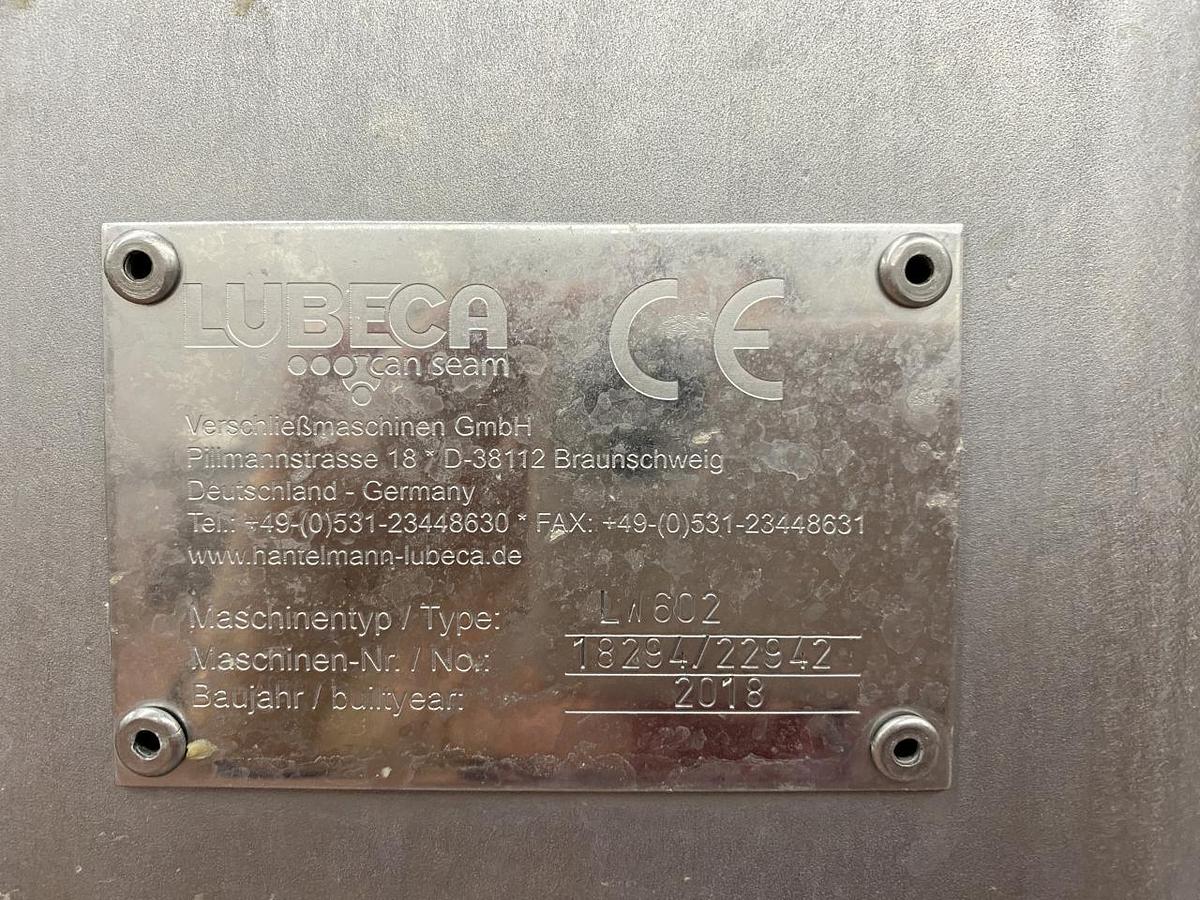 LUBECA
can seam
CE
Verschließmaschinen GmbH
Pillmannstrasse 18 * D-38112 Braunschweig
Deutschland - Germany
Tel.: +49-(0)531-23448630 * FAX: +49-(0)531-23448631
www.hantelmann-lubeca.de
Maschinentyp / Type: LW602
Maschinen-Nr. / No.: 18294/22942
Baujahr / builtyear: 2018